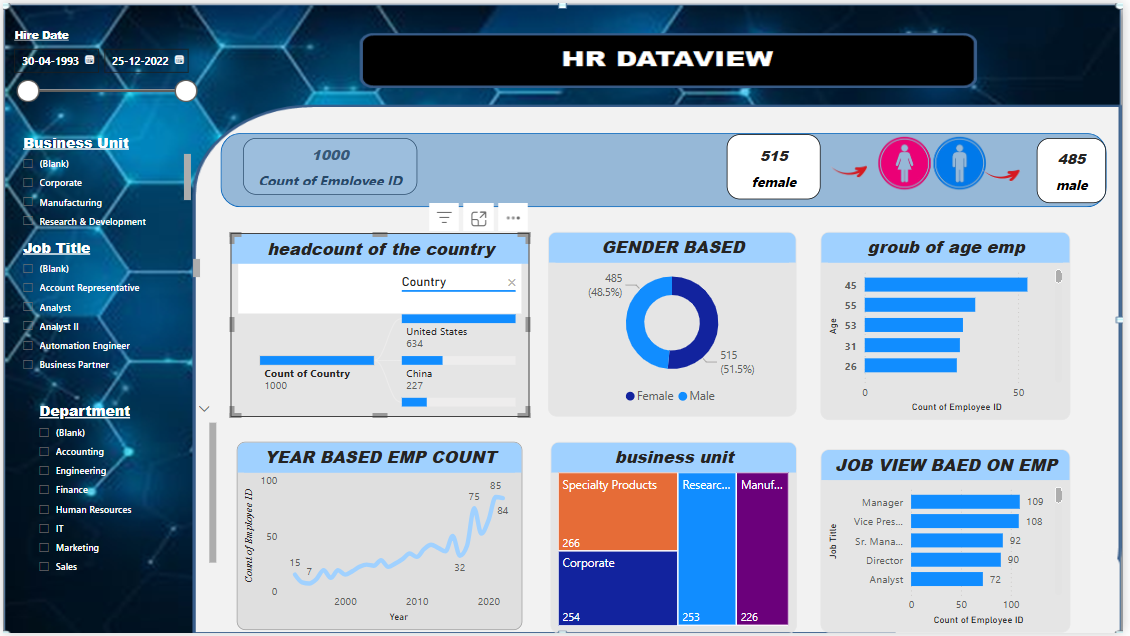 Hire Date
30-04-1993 25-12-2022
HR DATAVIEW
Business Unit
(Blank)
Corporate
Manufacturing
Research & Development
Job Title
(Blank)
Account Representative
Analyst
Analyst II
Automation Engineer
Business Partner
Department
(Blank)
Accounting
Engineering
Finance
Human Resources
IT
Marketing
Sales
1000
Count of Employee ID
515
female
485
male
headcount of the country
Country
United States
634
Count of Country
1000
China
227
GENDER BASED
485
(48.5%)
515
(51.5%)
Female Male
groub of age emp
Age
45
55
53
31
26
0 50
Count of Employee ID
YEAR BASED EMP COUNT
Count of Employee ID
100
50
0
15
7
32
75
85
84
2000 2010 2020
Year
business unit
Specialty Products
266
Corporate
254
Researc...
253
Manuf...
226
JOB VIEW BAED ON EMP
Job Title
Manager 109
Vice Pres... 108
Sr. Mana... 92
Director 90
Analyst 72
0 50 100
Count of Employee ID